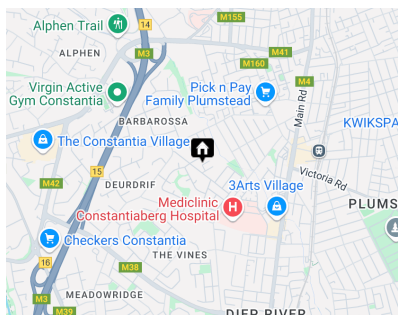 M155
Alphen Trail
14
M3
M41
ALPHEN
M160
M4
Virgin Active
Gym Constantia
Pick n Pay
Family Plumstead
Main Rd
BARBAROSSA
KWIKSPA
The Constantia Village
15
Victoria Rd
M42
DEURDRIF
3Arts Village
Mediclinic
Constantiaberg Hospital
H
PLUMS
Checkers Constantia
THE VINES
16
M38
MEADOWRIDGE
M3
M39
DIEP RIVER